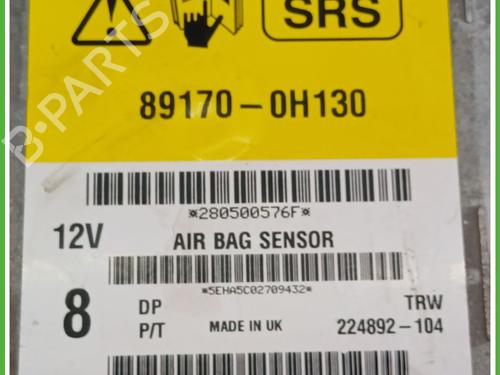 SRS
89170-0H130
*280500576F*
12V AIR BAG SENSOR
*5EHA5C02709432*
8 DP TRW
P/T MADE IN UK 224892-104
B-PARTS